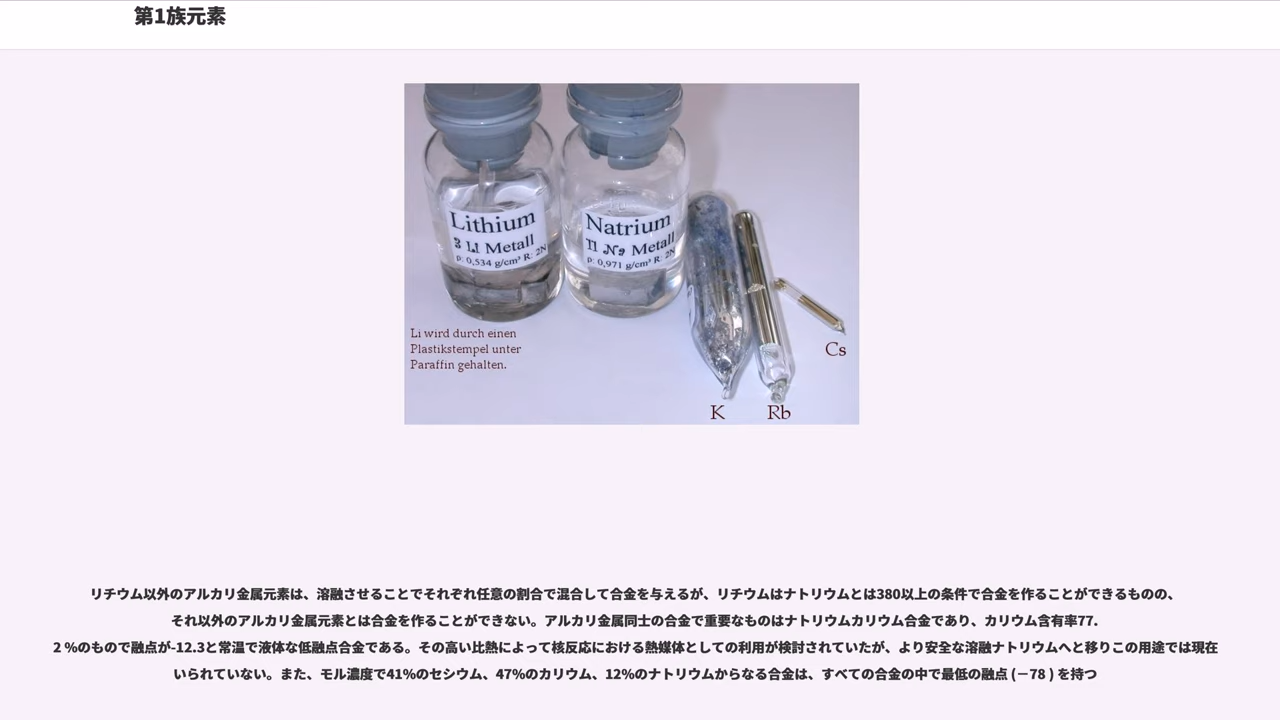 第1族元素
Lithium
3 Li Metall
ρ: 0,534 g/cm³ R: 2N
Natrium
11 Na Metall
ρ: 0,971 g/cm³ R: 2N
Li wird durch einen
Plastikstempel unter
Paraffin gehalten.
Cs
K
Rb
リチウム以外のアルカリ金属元素は、溶融させることでそれぞれ任意の割合で混合して合金を与えるが、リチウムはナトリウムとは380以上の条件で合金を作ることができるものの、
それ以外のアルカリ金属元素とは合金を作ることができない。アルカリ金属同士の合金で重要なものはナトリウムカリウム合金であり、カリウム含有率77.
2 %のもので融点が-12.3と常温で液体な低融点合金である。その高い比熱によって核反応における熱媒体としての利用が検討されていたが、より安全な溶融ナトリウムへと移りこの用途では現在
いられていない。また、モル濃度で41%のセシウム、47%のカリウム、12%のナトリウムからなる合金は、すべての合金の中で最低の融点 (−78 ) を持つ